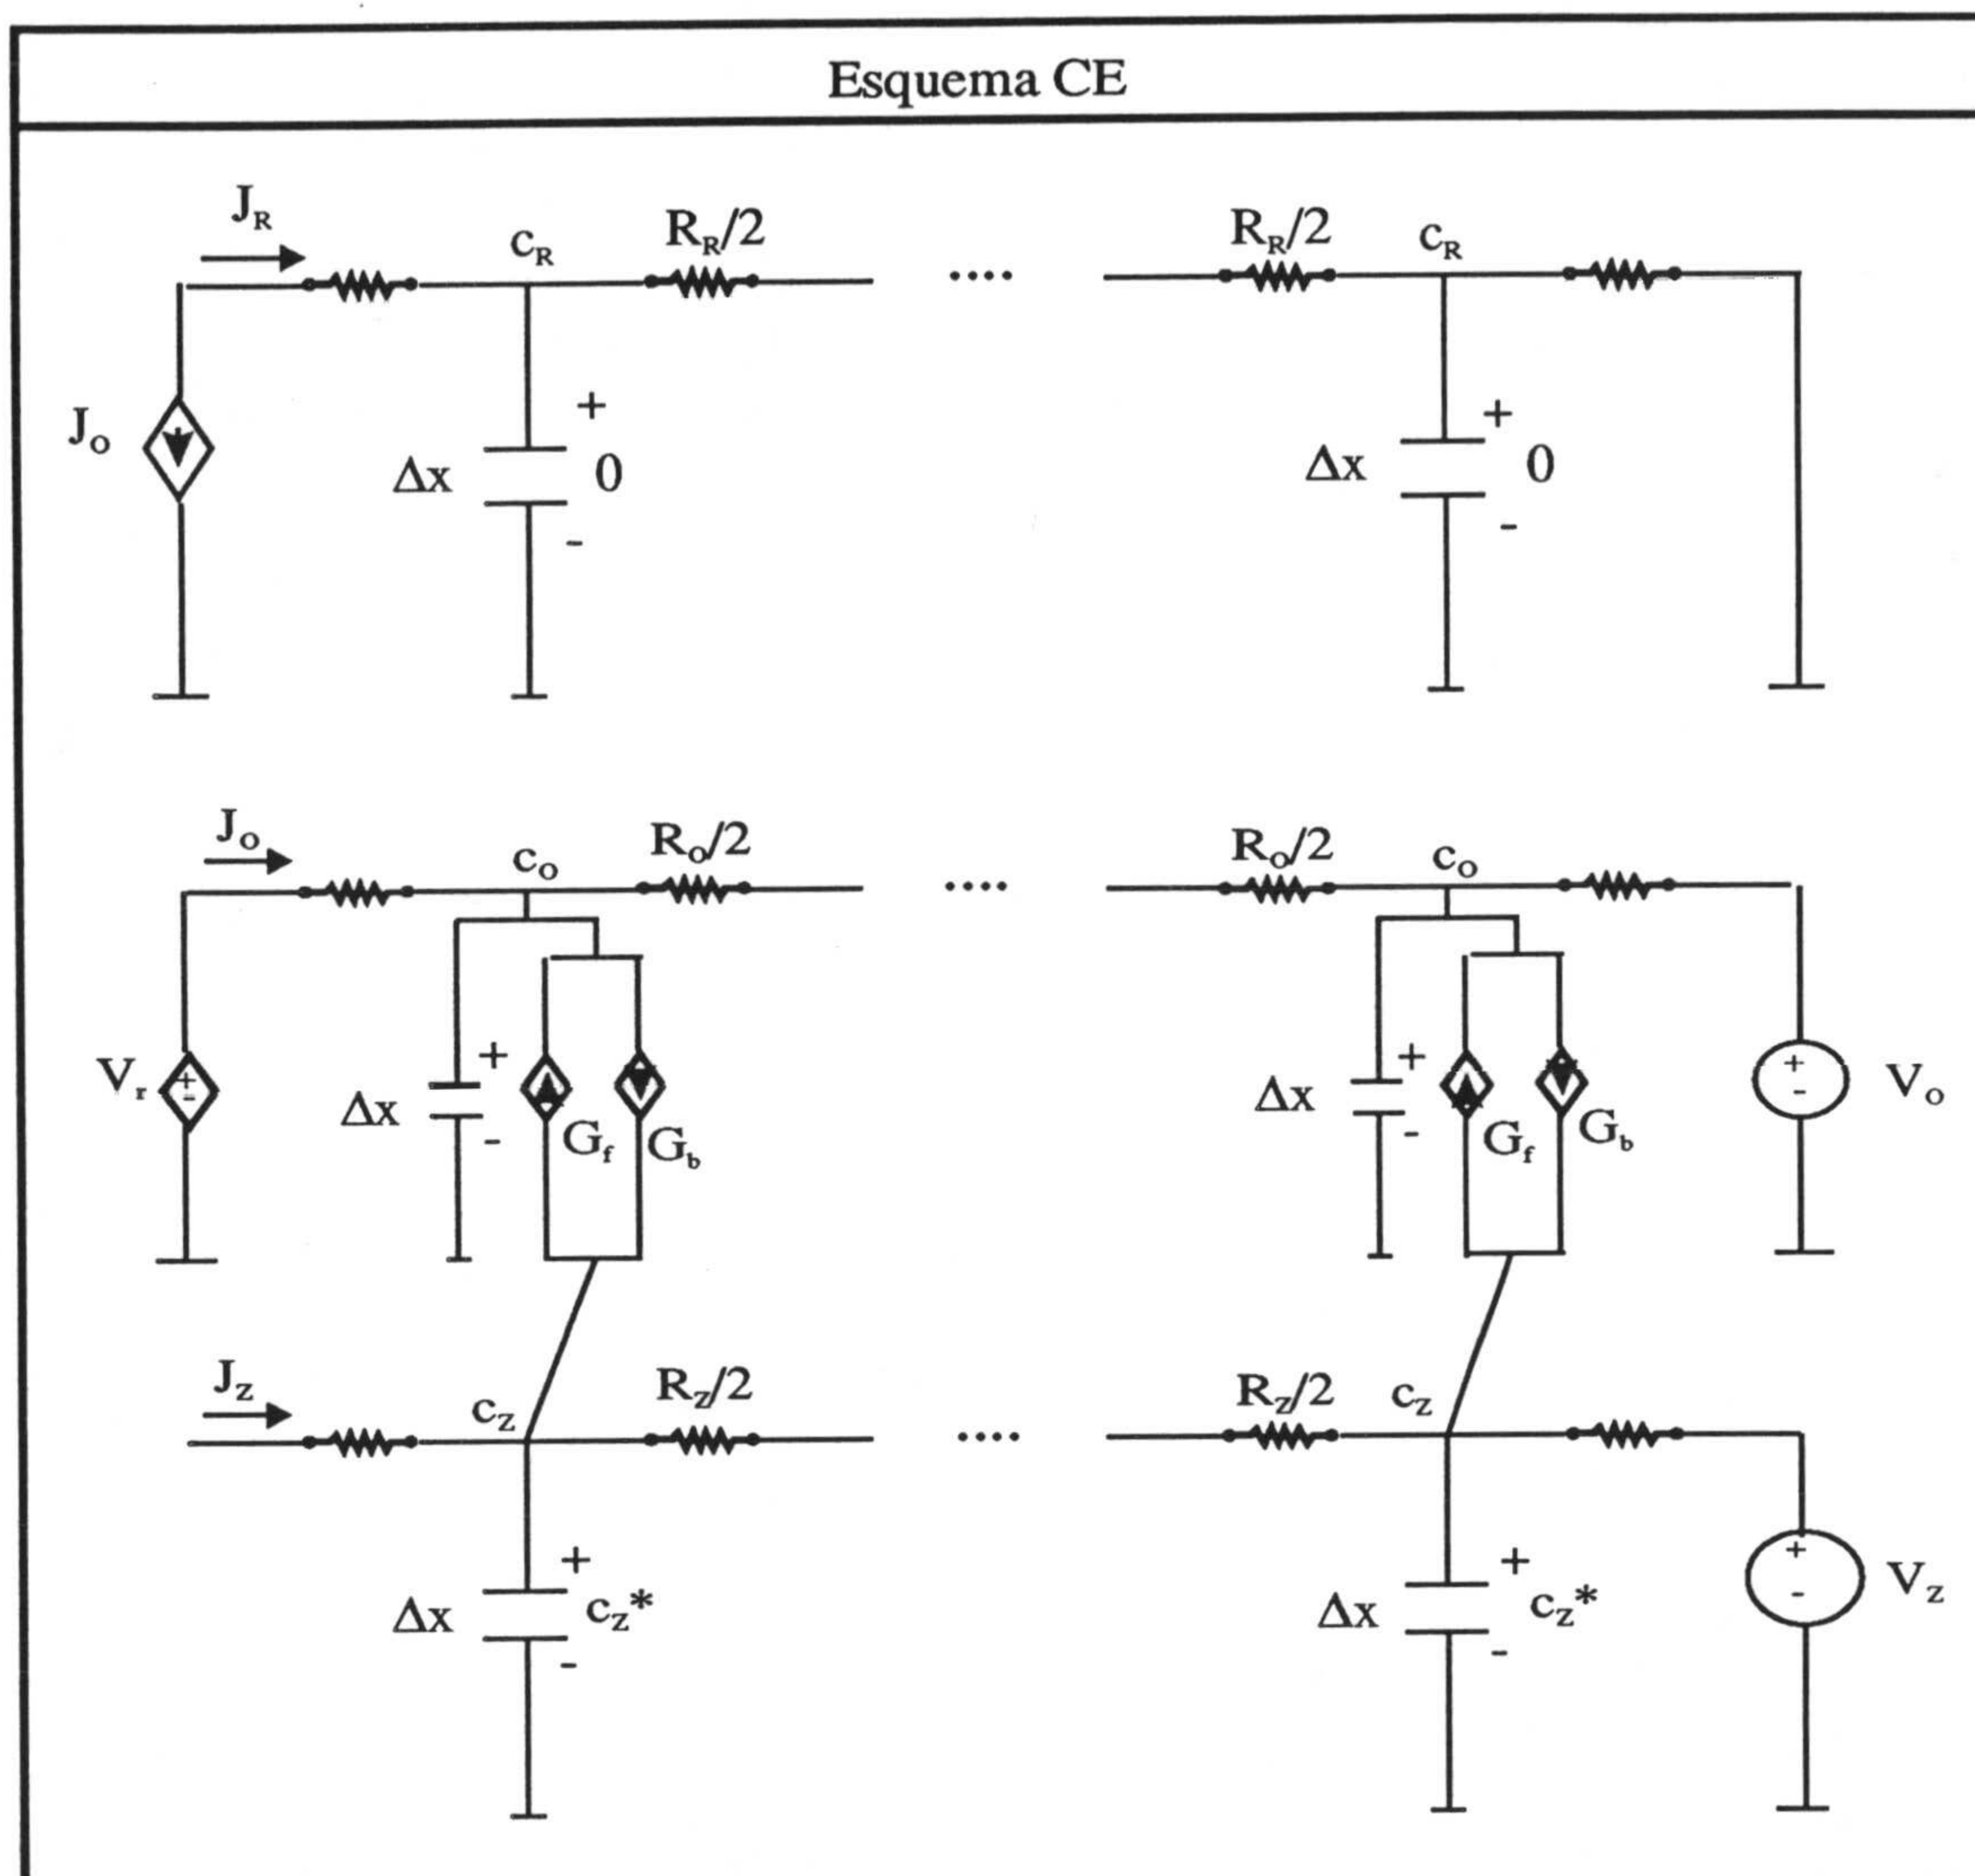 Esquema CE
J_R
c_R
R_R/2
R_R/2
c_R
J_o
Δx
+
0
-
Δx
+
0
-
J_o
c_o
R_o/2
R_o/2
c_o
V_r
+
-
Δx
+
-
G_f
G_b
Δx
+
-
G_f
G_b
+
-
V_o
J_z
c_z
R_z/2
R_z/2
c_z
Δx
+
c_z*
-
Δx
+
c_z*
-
+
-
V_z